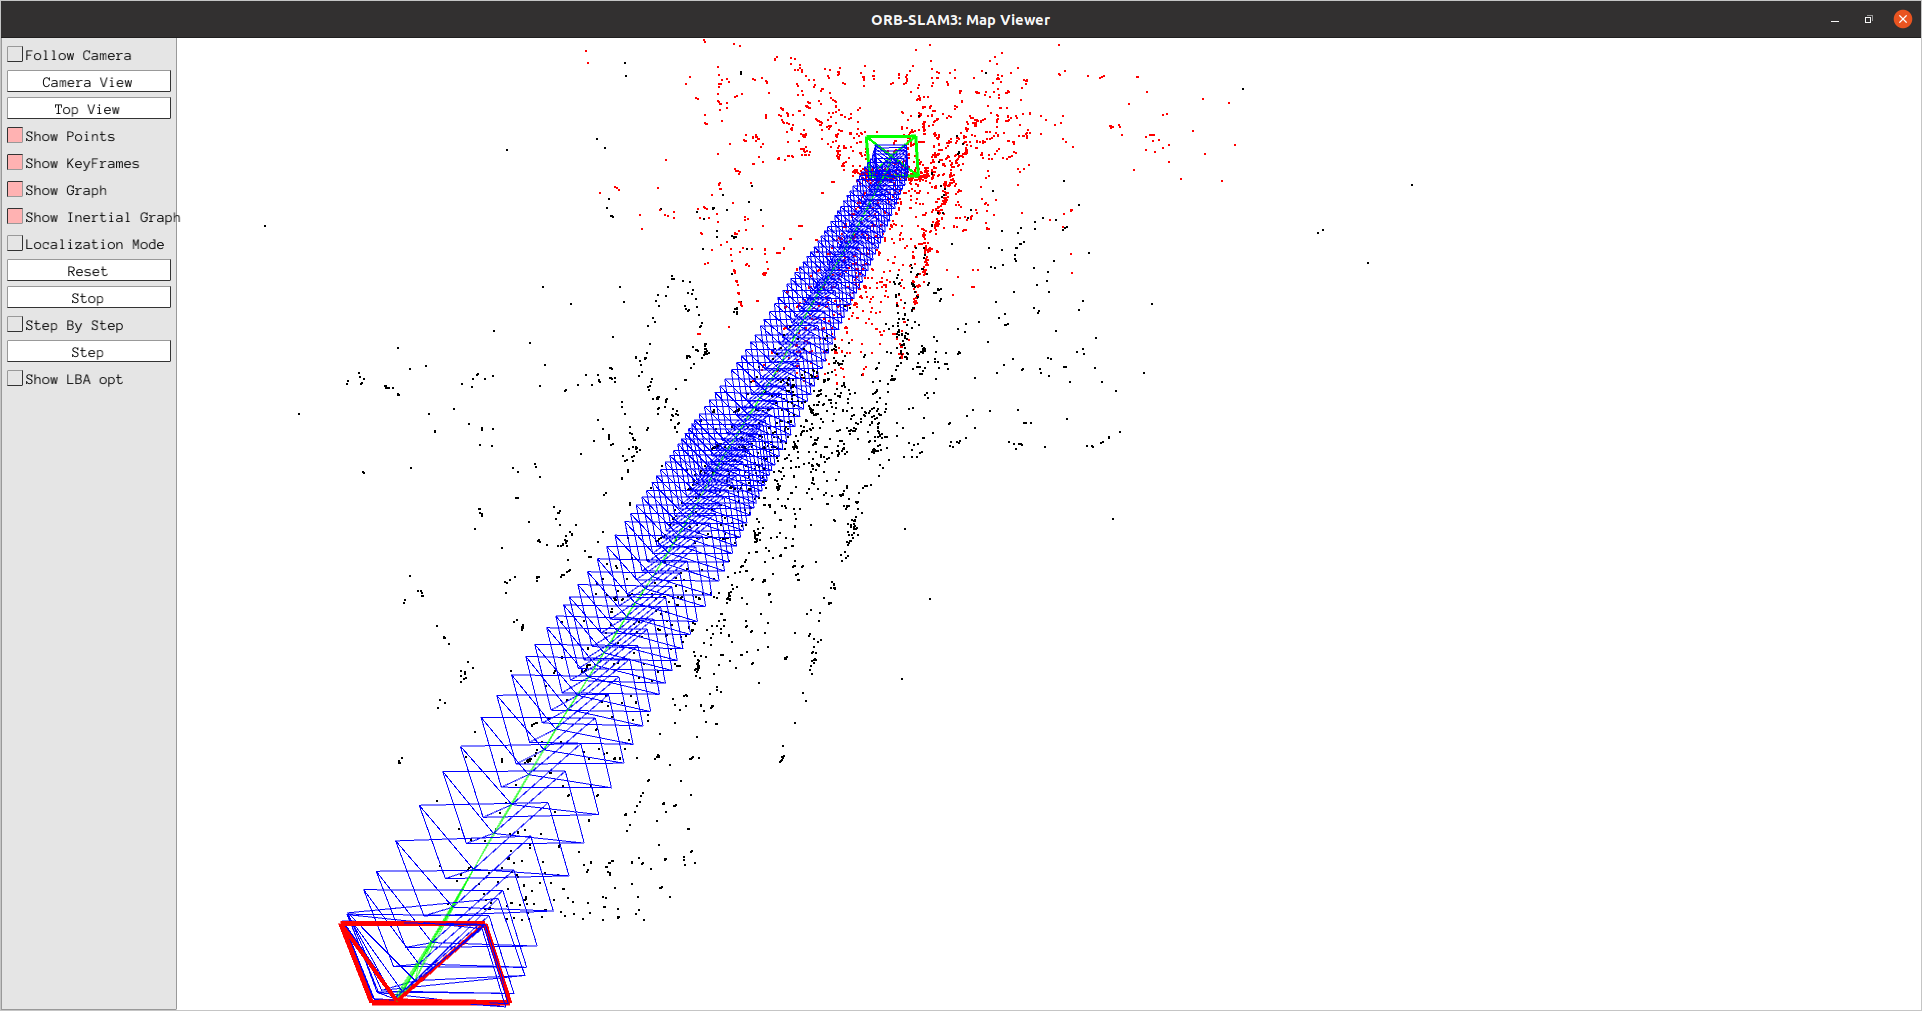 ORB-SLAM3: Map Viewer
Follow Camera
Camera View
Top View
Show Points
Show KeyFrames
Show Graph
Show Inertial Graph
Localization Mode
Reset
Stop
Step By Step
Step
Show LBA opt